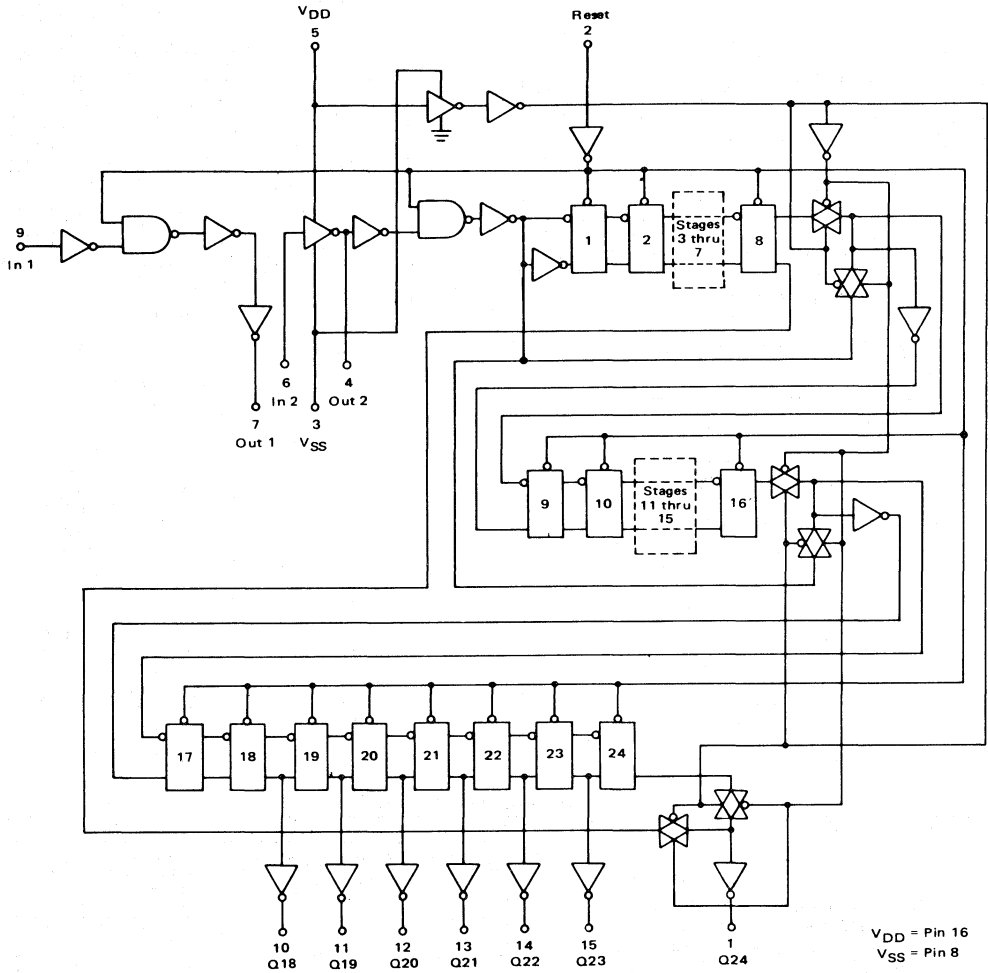 VDD
5
Reset
2
9
In 1
1
2
Stages
3 thru
7
8
6
In 2
4
Out 2
7
Out 1
3
VSS
9
10
Stages
11 thru
15
16
17
18
19
20
21
22
23
24
10
Q18
11
Q19
12
Q20
13
Q21
14
Q22
15
Q23
1
Q24
VDD = Pin 16
VSS = Pin 8